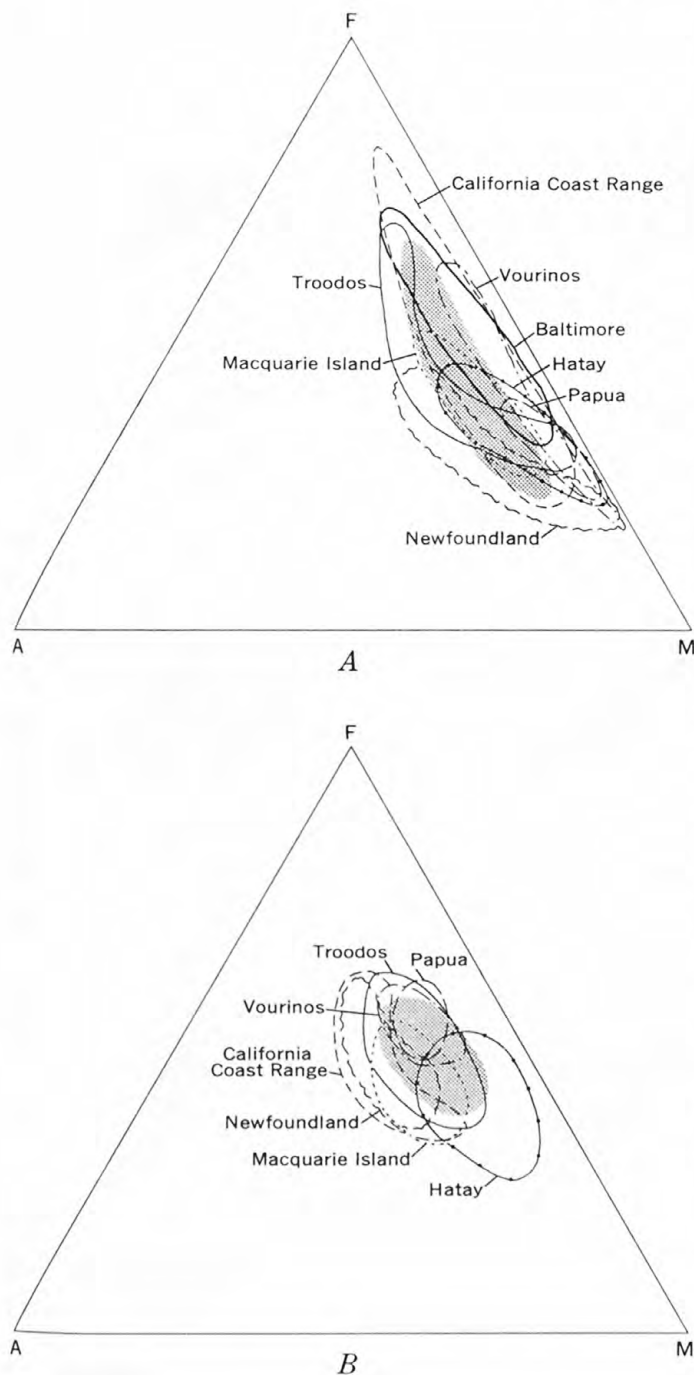 F
California Coast Range
Vourinos
Troodos
Baltimore
Macquarie Island
Hatay
Papua
Newfoundland
A
M
A
F
Troodos
Papua
Vourinos
California
Coast Range
Newfoundland
Macquarie Island
Hatay
A
M
B